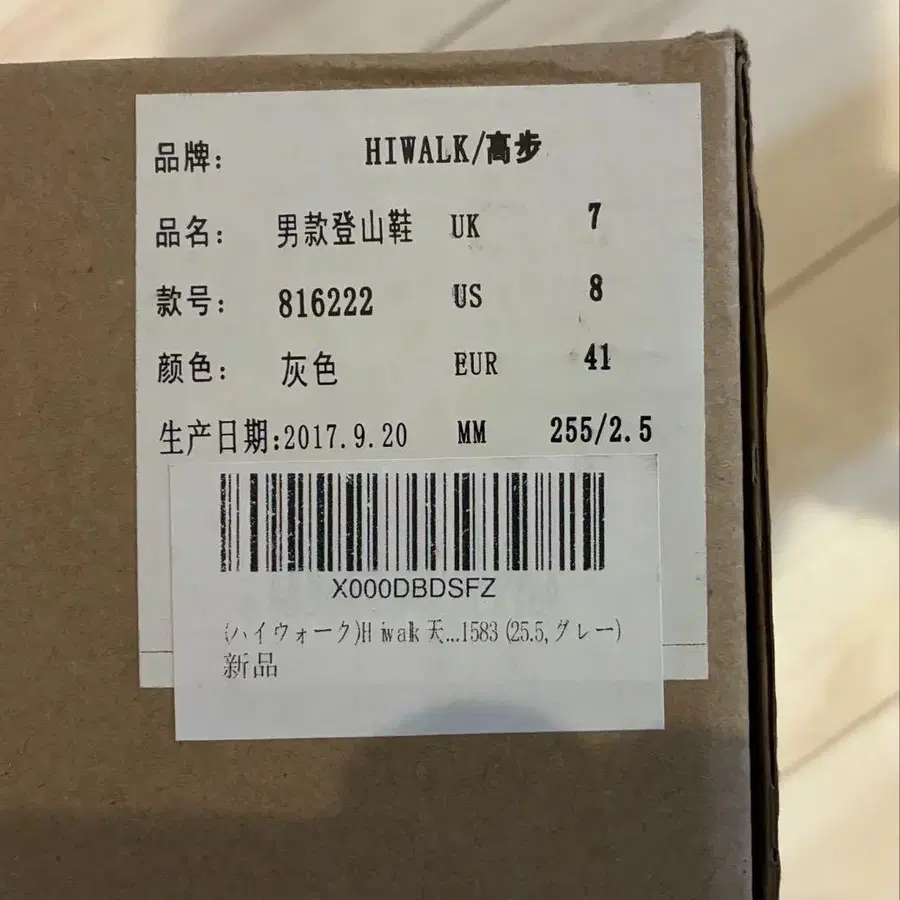 品牌: HIWALK/高步
品名: 男款登山鞋 UK 7
款号: 816222 US 8
颜色: 灰色 EUR 41
生产日期:2017.9.20 MM 255/2.5
X000DBDSFZ
(ハイウォーク)Hiwalk 天...1583 (25.5, グレー)
新品